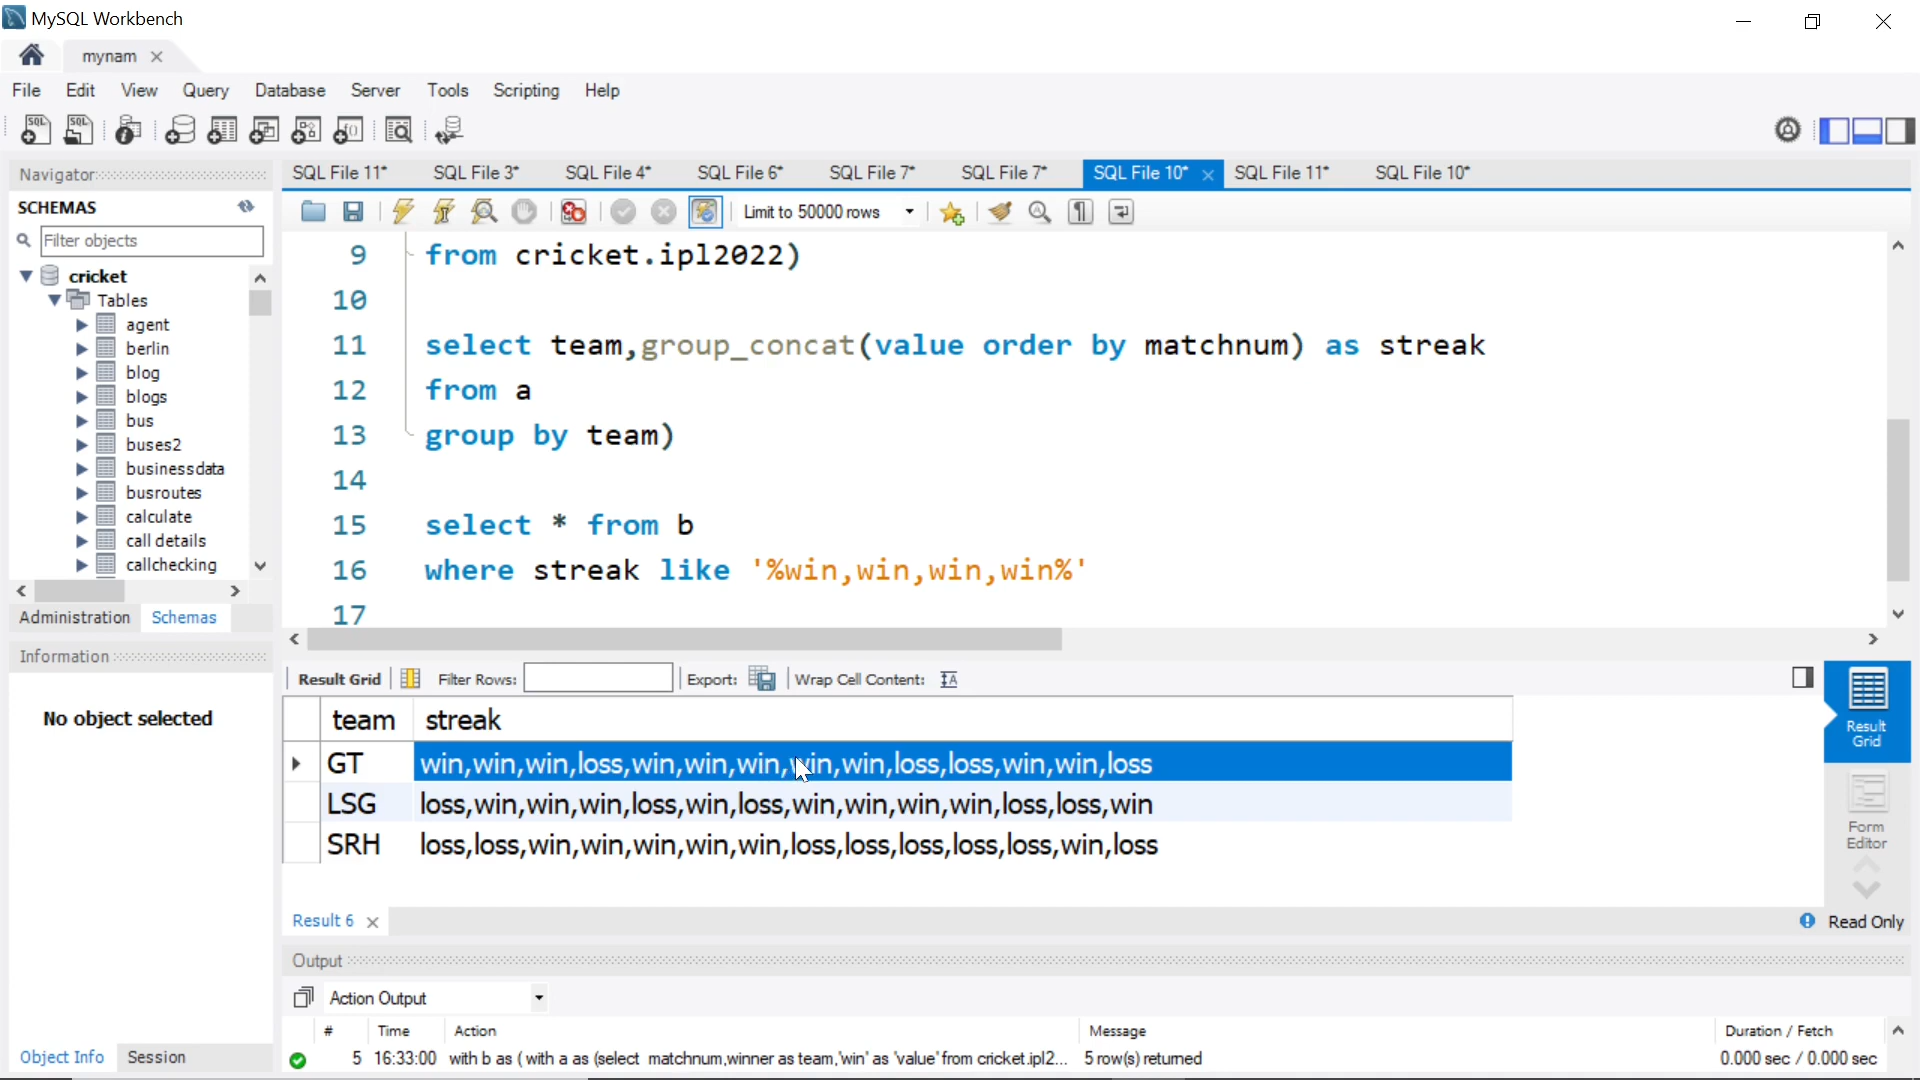 MySQL Workbench
mynam
File Edit View Query Database Server Tools Scripting Help
Navigator
SCHEMAS
Filter objects
cricket
Tables
agent
berlin
blog
blogs
bus
buses2
businessdata
busroutes
calculate
call details
callchecking
Administration Schemas
Information
No object selected
Object Info Session
SQL File 11* SQL File 3* SQL File 4* SQL File 6* SQL File 7* SQL File 7* SQL File 10* SQL File 11* SQL File 10*
Limit to 50000 rows
9 from cricket.ipl2022)
10
11 select team,group_concat(value order by matchnum) as streak
12 from a
13 group by team)
14
15 select * from b
16 where streak like '%win,win,win,win%'
17
Result Grid Filter Rows: Export: Wrap Cell Content:
team streak
GT win,win,win,loss,win,win,win,win,win,loss,loss,win,win,loss
LSG loss,win,win,win,loss,win,loss,win,win,win,win,loss,loss,win
SRH loss,loss,win,win,win,win,win,loss,loss,loss,loss,loss,win,loss
Result
Grid
Form
Editor
Result 6
Read Only
Output
Action Output
# Time Action Message Duration / Fetch
5 16:33:00 with b as ( with a as (select matchnum,winner as team,'win' as 'value' from cricket.ipl2... 5 row(s) returned 0.000 sec / 0.000 sec